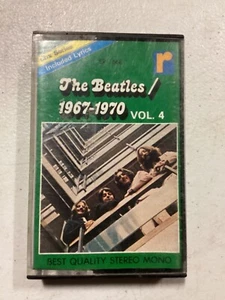 Included Lyrics
r
The Beatles/
1967-1970
VOL. 4
BEST QUALITY STEREO MONO